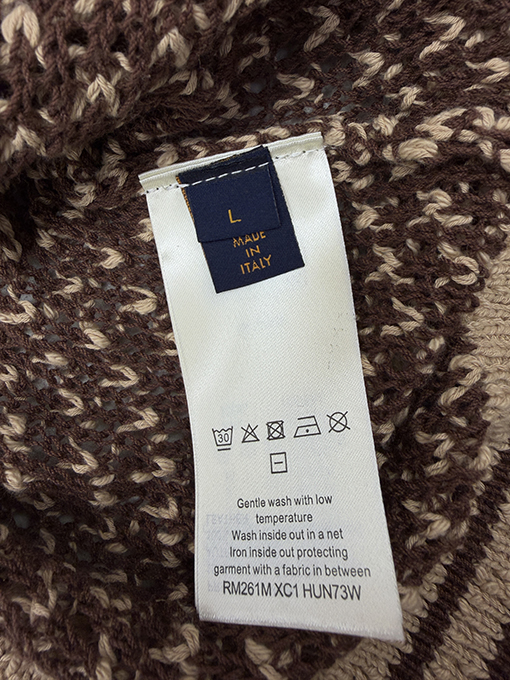 L
MADE
IN
ITALY
30
Gentle wash with low
temperature
Wash inside out in a net
Iron inside out protecting
garment with a fabric in between
RM261M XC1 HUN73W